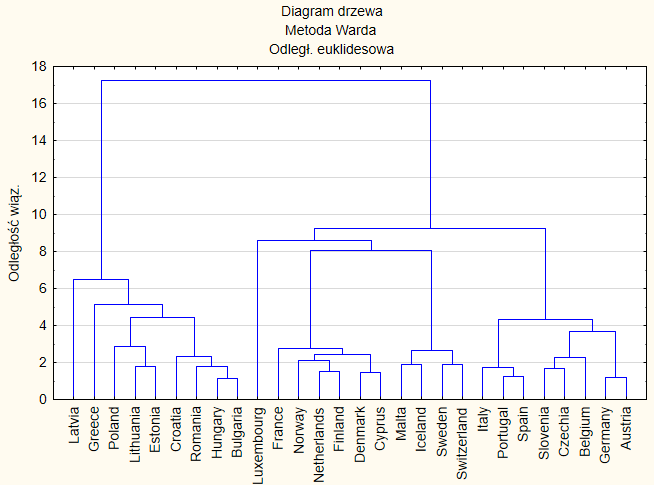 Diagram drzewa
Metoda Warda
Odległ. euklidesowa
Odległość wiąz.
18
16
14
12
10
8
6
4
2
0
Latvia
Greece
Poland
Lithuania
Estonia
Croatia
Romania
Hungary
Bulgaria
Luxembourg
France
Norway
Netherlands
Finland
Denmark
Cyprus
Malta
Iceland
Sweden
Switzerland
Italy
Portugal
Spain
Slovenia
Czechia
Belgium
Germany
Austria